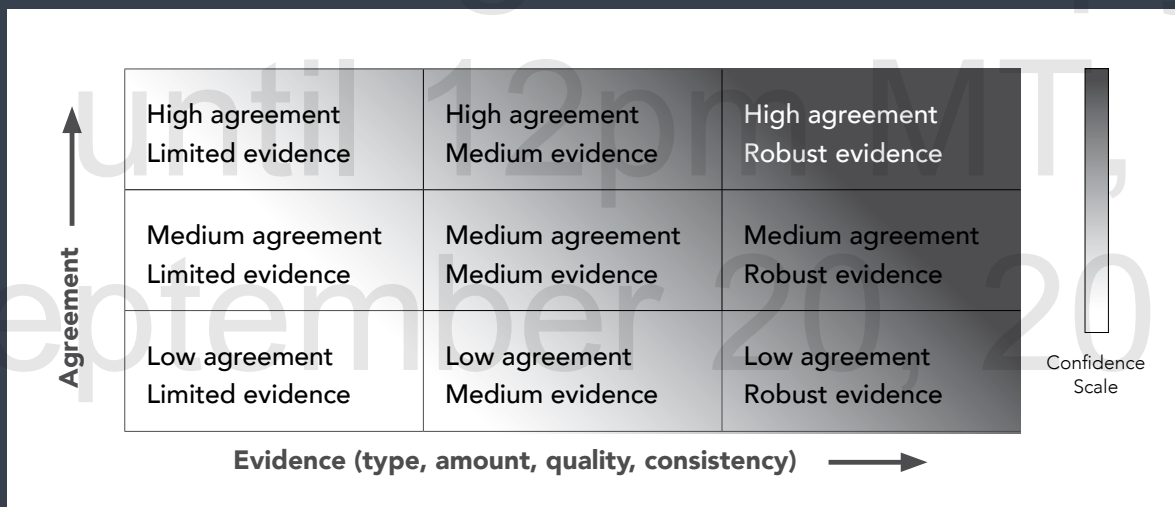 until 12pm MT,
eptember 20, 20
High agreement
Limited evidence
High agreement
Medium evidence
High agreement
Robust evidence
Medium agreement
Limited evidence
Medium agreement
Medium evidence
Medium agreement
Robust evidence
Low agreement
Limited evidence
Low agreement
Medium evidence
Low agreement
Robust evidence
Agreement
Evidence (type, amount, quality, consistency)
Confidence
Scale